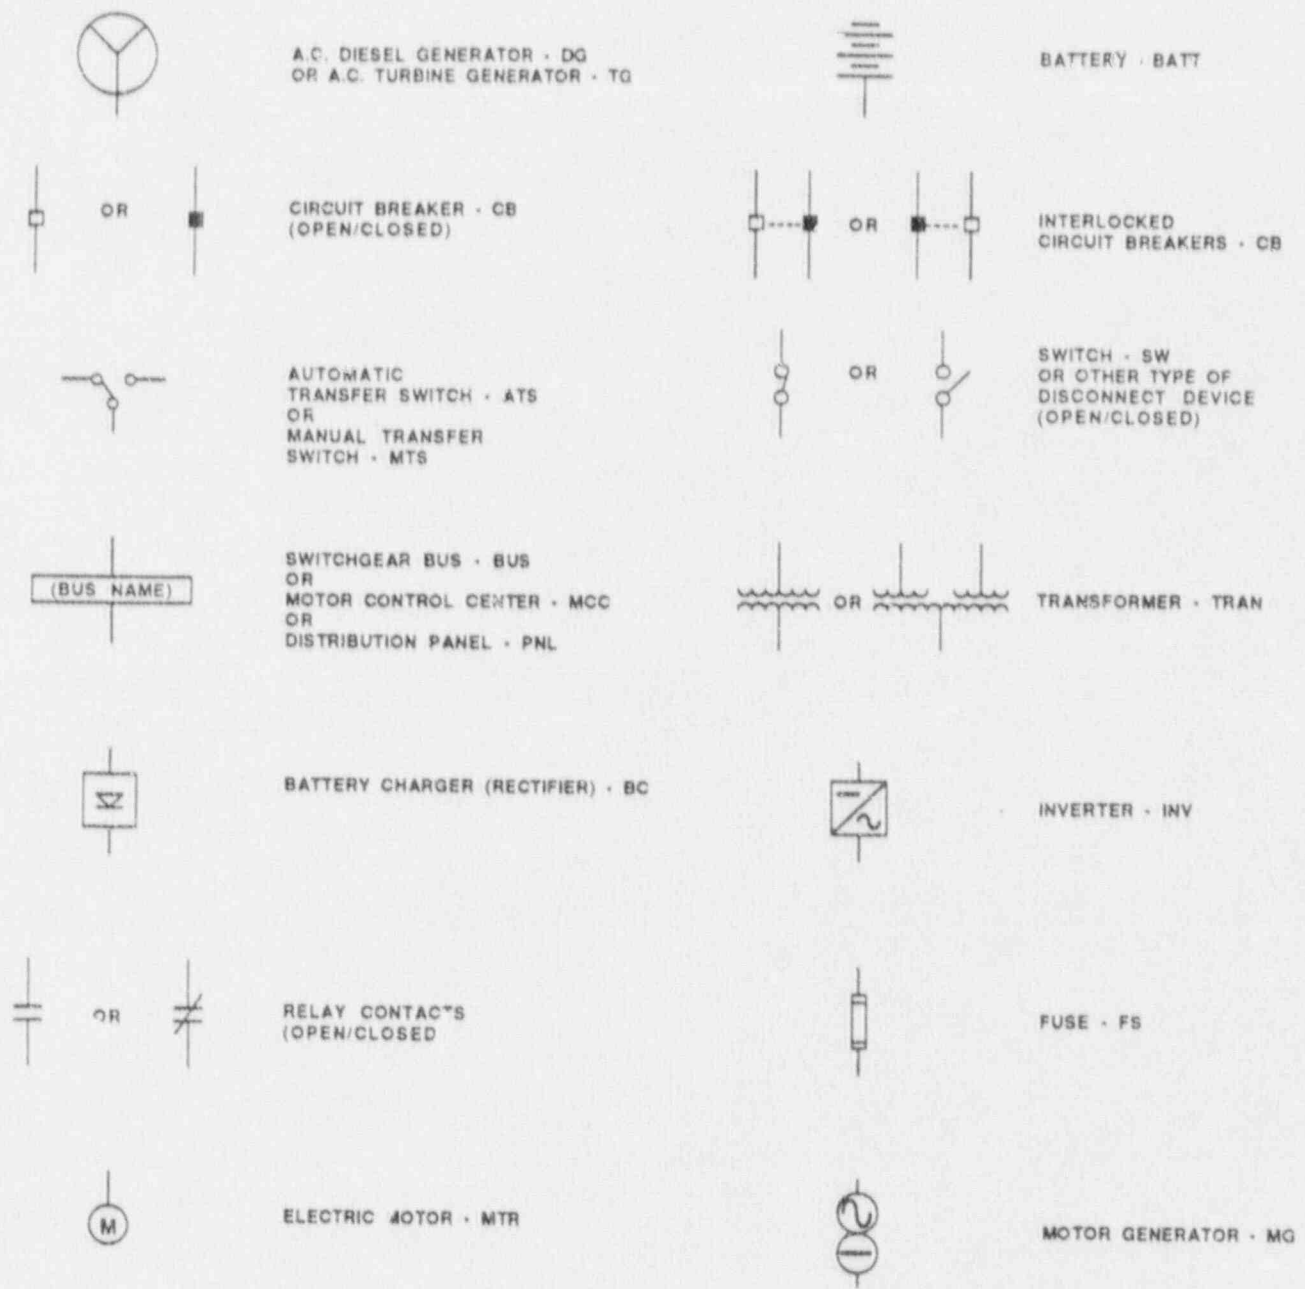 A.C. DIESEL GENERATOR - DG
OR A.C. TURBINE GENERATOR - TG
BATTERY - BATT
OR
CIRCUIT BREAKER - CB
(OPEN/CLOSED)
OR
INTERLOCKED
CIRCUIT BREAKERS - CB
AUTOMATIC
TRANSFER SWITCH - ATS
OR
MANUAL TRANSFER
SWITCH - MTS
OR
SWITCH - SW
OR OTHER TYPE OF
DISCONNECT DEVICE
(OPEN/CLOSED)
(BUS NAME)
SWITCHGEAR BUS - BUS
OR
MOTOR CONTROL CENTER - MCC
OR
DISTRIBUTION PANEL - PNL
OR
TRANSFORMER - TRAN
BATTERY CHARGER (RECTIFIER) - BC
INVERTER - INV
OR
RELAY CONTACTS
(OPEN/CLOSED
FUSE - FS
M
ELECTRIC MOTOR - MTR
MOTOR GENERATOR - MG